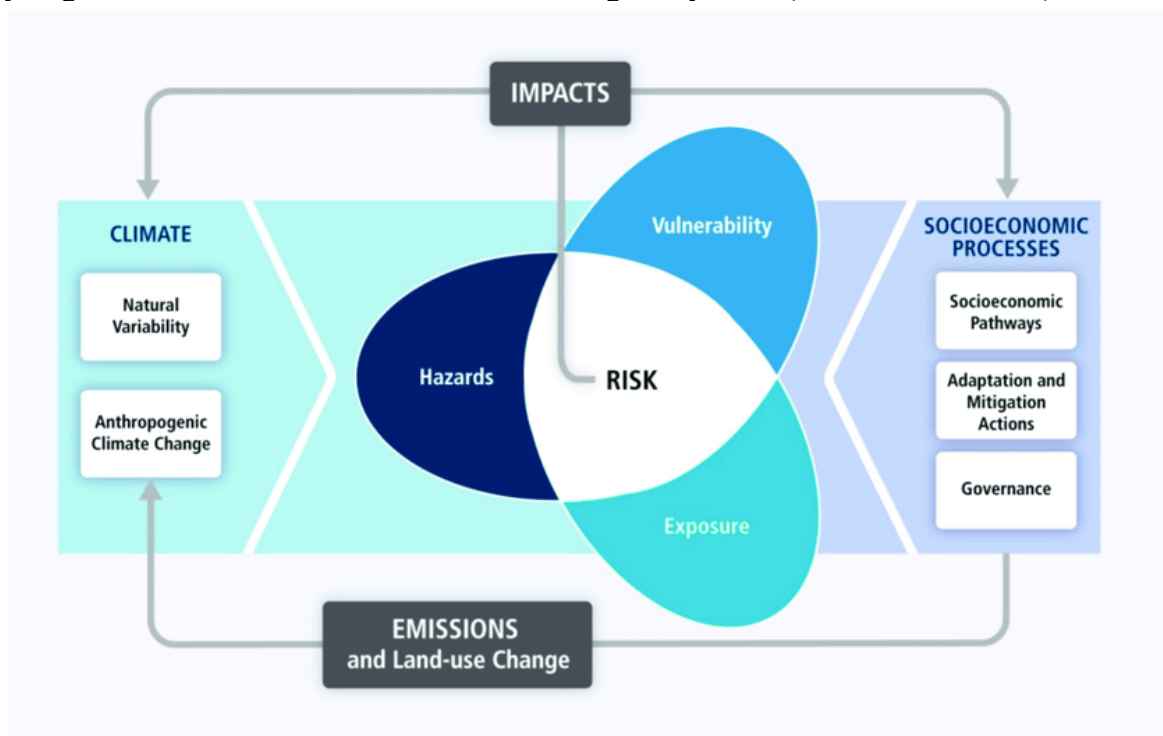 IMPACTS
CLIMATE
Natural
Variability
Anthropogenic
Climate Change
Vulnerability
Hazards
RISK
Exposure
SOCIOECONOMIC
PROCESSES
Socioeconomic
Pathways
Adaptation and
Mitigation
Actions
Governance
EMISSIONS
and Land-use Change